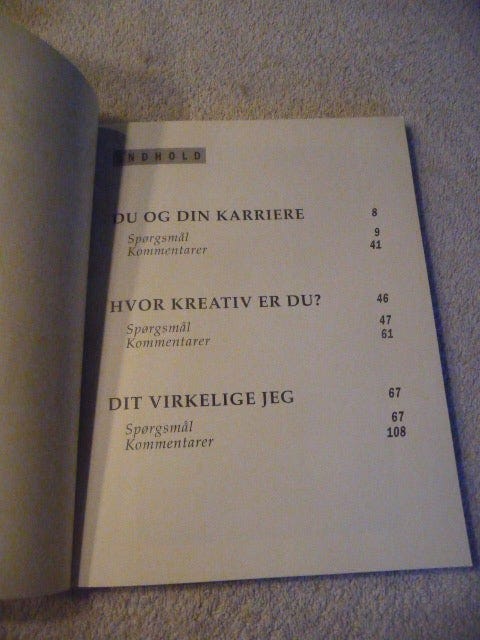 INDHOLD
DU OG DIN KARRIERE 8
Spørgsmål 9
Kommentarer 41
HVOR KREATIV ER DU? 46
Spørgsmål 47
Kommentarer 61
DIT VIRKELIGE JEG 67
Spørgsmål 67
Kommentarer 108